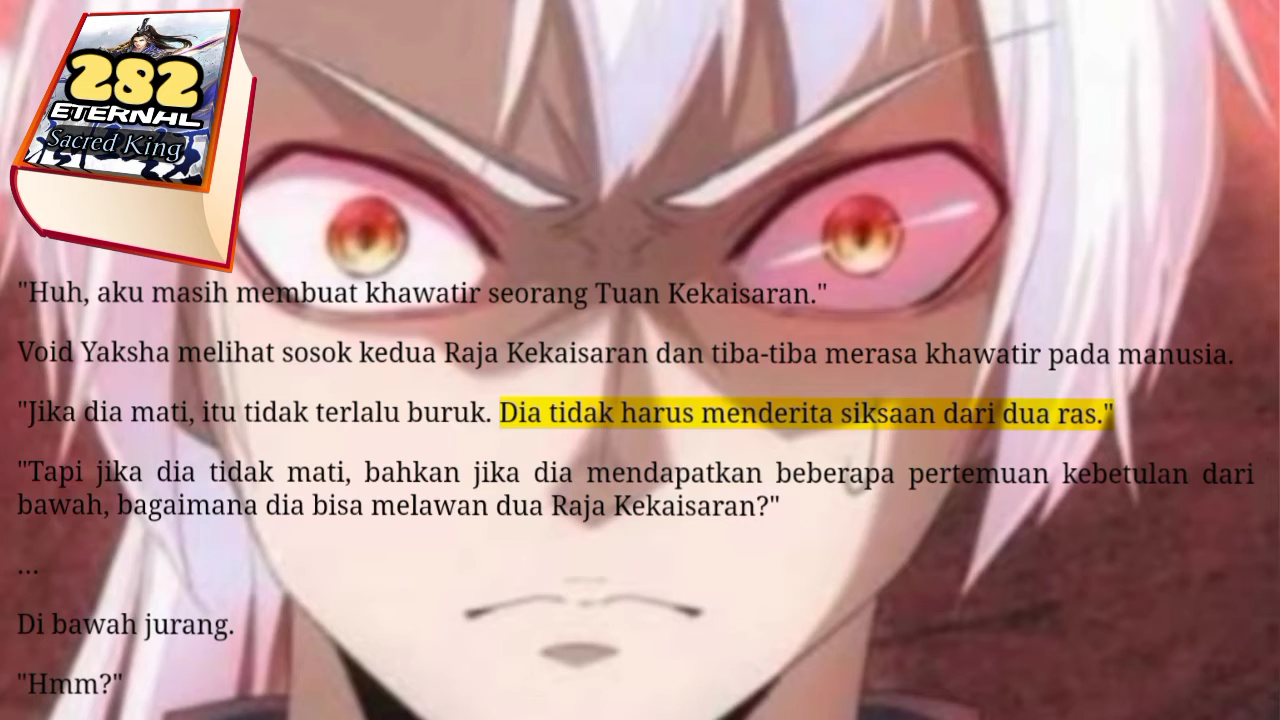 282
ETERNAL
Sacred King
"Huh, aku masih membuat khawatir seorang Tuan Kekaisaran."
Void Yaksha melihat sosok kedua Raja Kekaisaran dan tiba-tiba merasa khawatir pada manusia.
"Jika dia mati, itu tidak terlalu buruk. Dia tidak harus menderita siksaan dari dua ras."
"Tapi jika dia tidak mati, bahkan jika dia mendapatkan beberapa pertemuan kebetulan dari
bawah, bagaimana dia bisa melawan dua Raja Kekaisaran?"
...
Di bawah jurang.
"Hmm?"